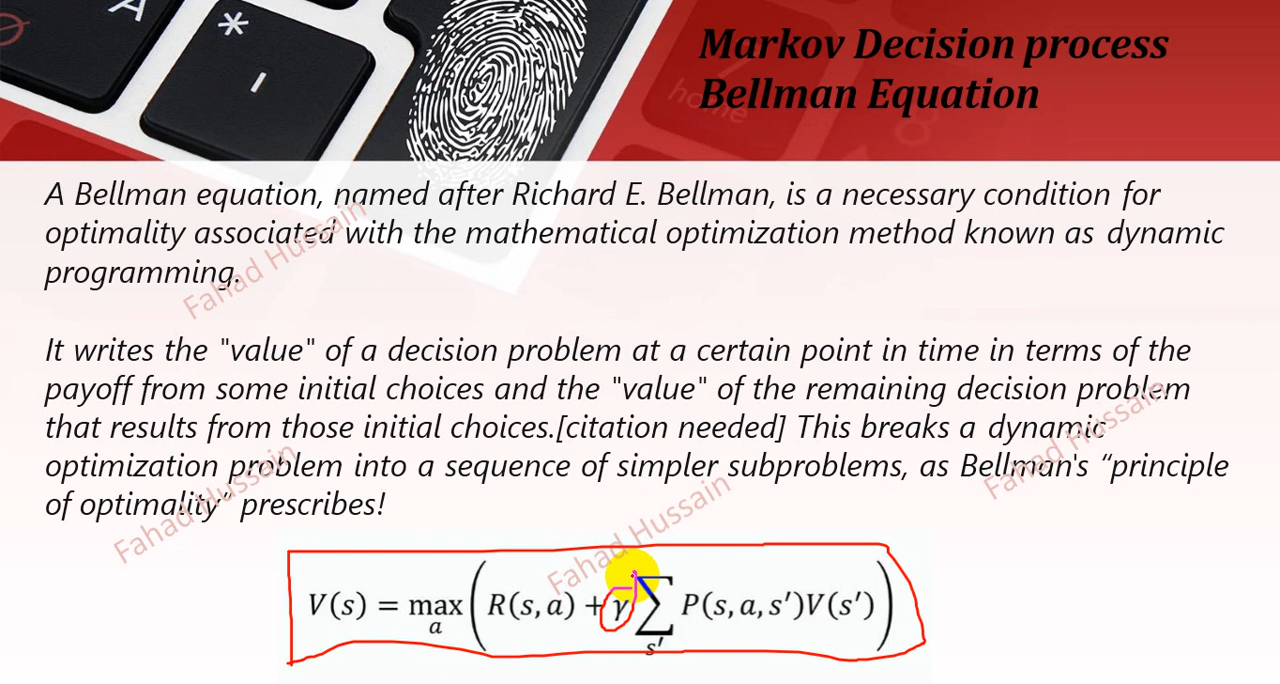 A
*
-
Markov Decision process
home
Bellman Equation
A Bellman equation, named after Richard E. Bellman, is a necessary condition for
optimality associated with the mathematical optimization method known as dynamic
programming.
Fahad Hussain
It writes the "value" of a decision problem at a certain point in time in terms of the
payoff from some initial choices and the "value" of the remaining decision problem
that results from those initial choices.[citation needed] This breaks a dynamic
optimization problem into a sequence of simpler subproblems, as Bellman's “principle
of optimality” prescribes!
Fahad Hussain
Fahad Hussain
Fahad Hussain
V(s) = max_a (R(s, a) + γ ∑_{s′} P(s, a, s′)V(s′))